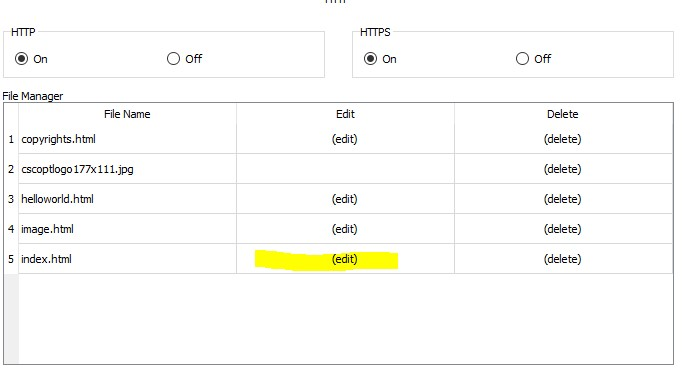 HTTP
HTTPS
On Off On Off
File Manager
File Name Edit Delete
1 copyrights.html (edit) (delete)
2 cscoptlogo177x111.jpg (delete)
3 helloworld.html (edit) (delete)
4 image.html (edit) (delete)
5 index.html (edit) (delete)